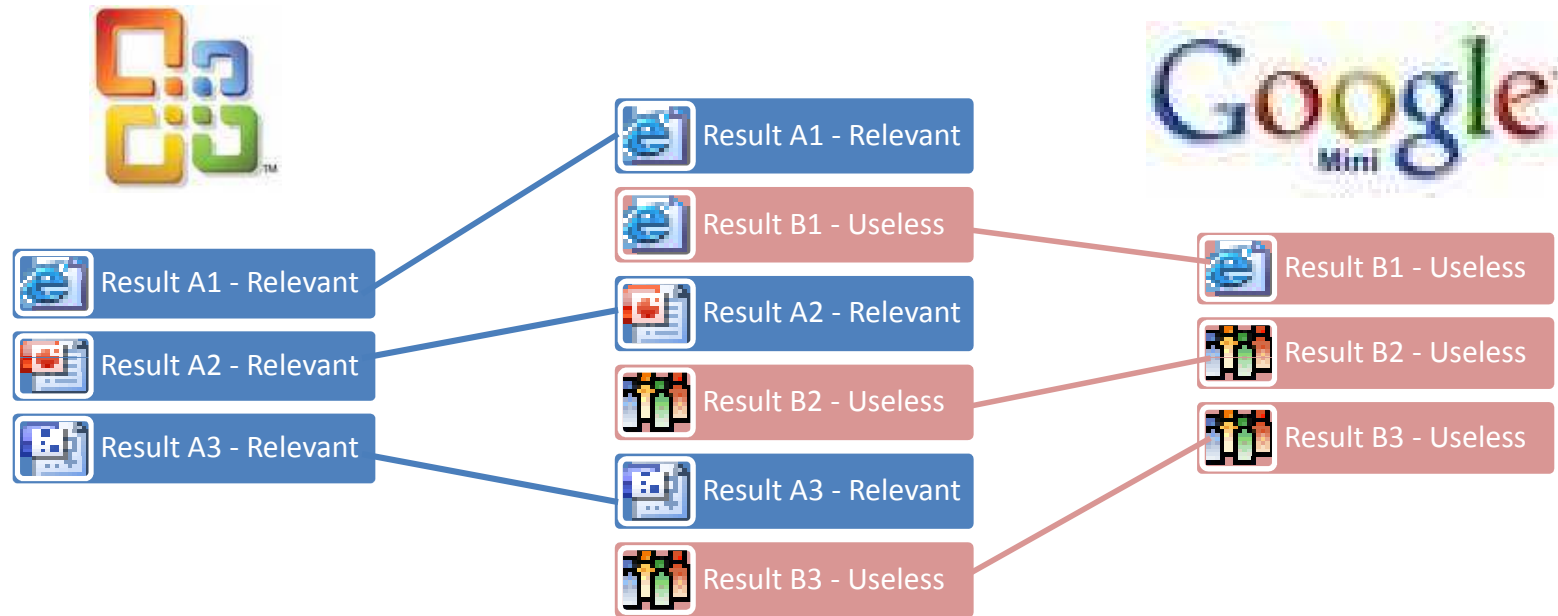 TM
Google
Mini
Result A1 - Relevant
Result A2 - Relevant
Result A3 - Relevant
Result A1 - Relevant
Result B1 - Useless
Result A2 - Relevant
Result B2 - Useless
Result A3 - Relevant
Result B3 - Useless
Result B1 - Useless
Result B2 - Useless
Result B3 - Useless